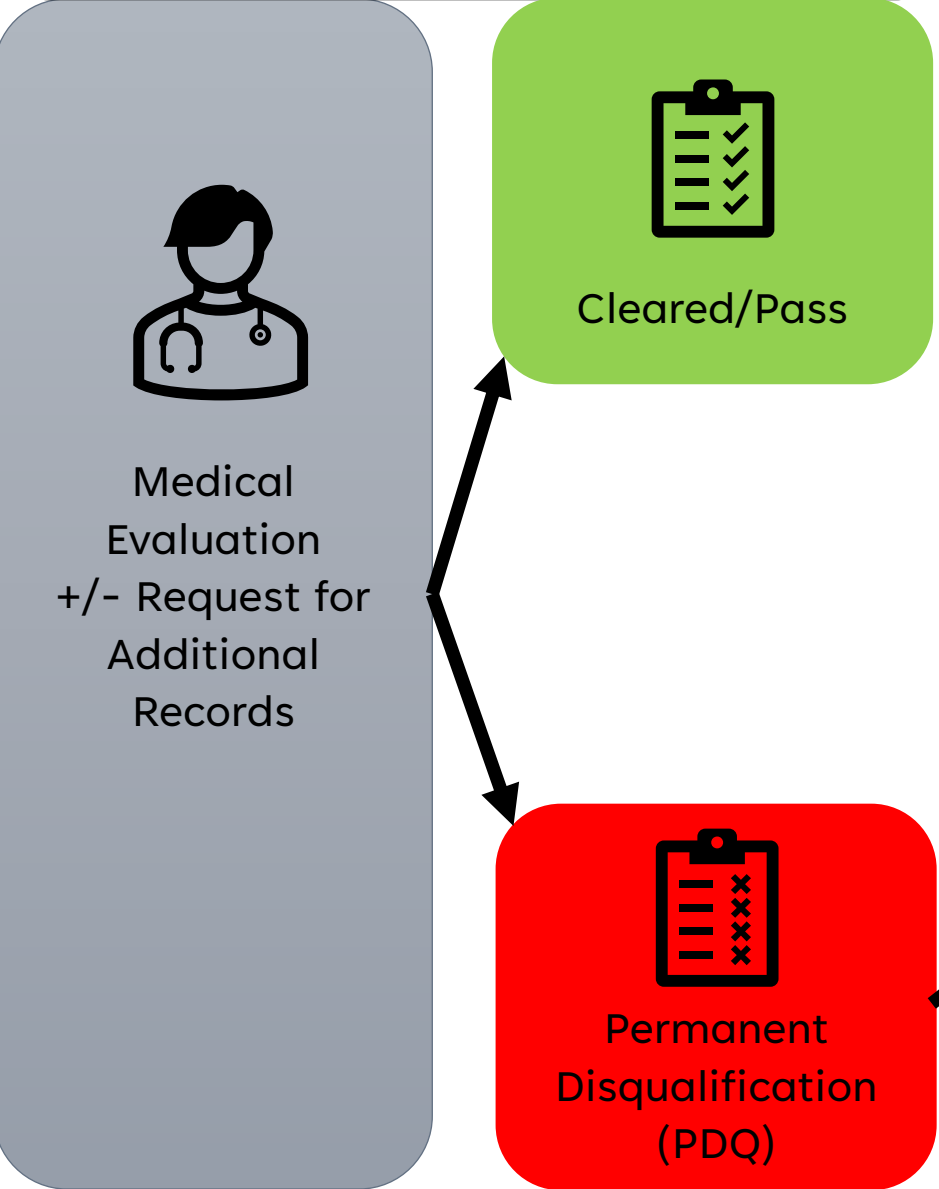 Medical
Evaluation
+/- Request for
Additional
Records
Cleared/Pass
Permanent
Disqualification
(PDQ)